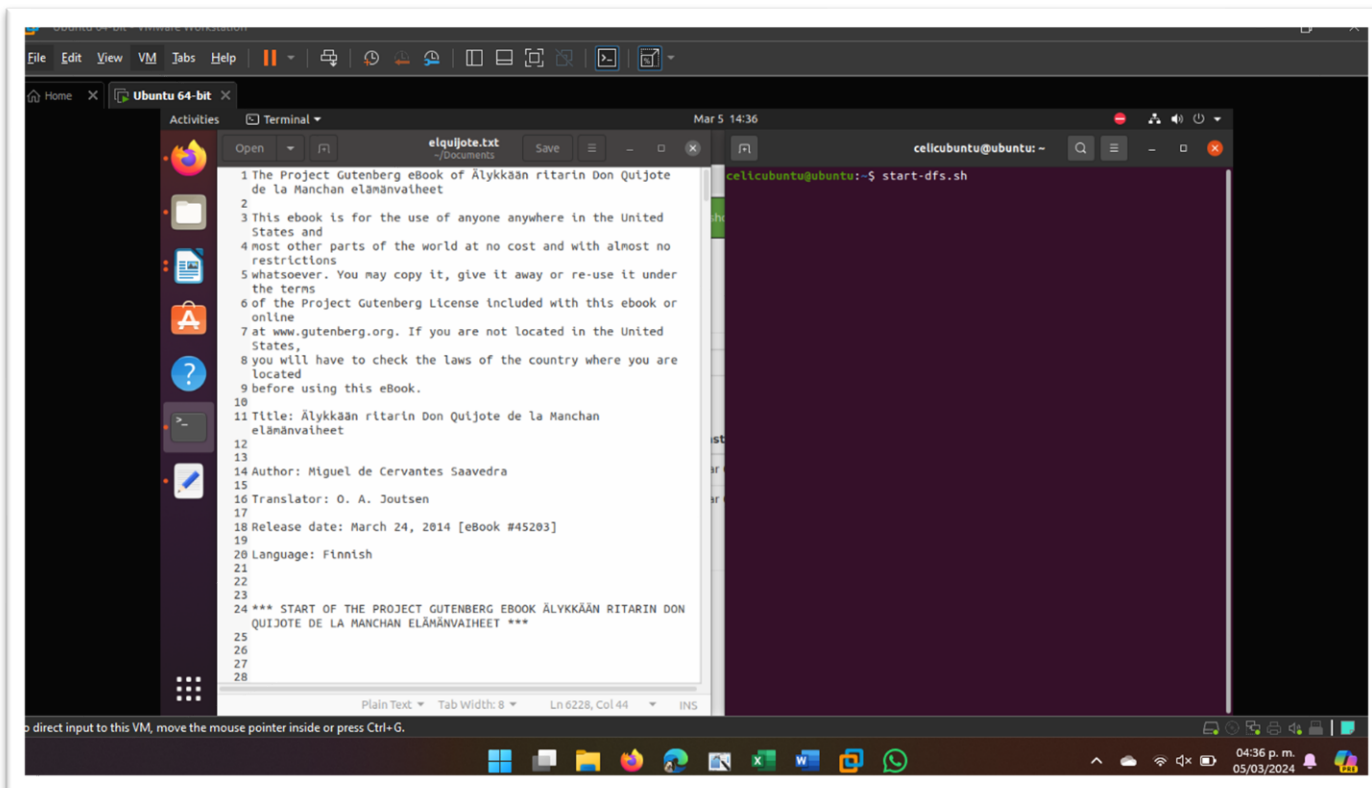 Ubuntu 64-bit - VMware Workstation
File Edit View VM Tabs Help
Home
Ubuntu 64-bit
Activities
Terminal
Mar 5 14:36
Open
elquijote.txt
~/Documents
Save
1 The Project Gutenberg eBook of Älykkään ritarin Don Quijote
de la Manchan elämänvaiheet
2
3 This ebook is for the use of anyone anywhere in the United
States and
4 most other parts of the world at no cost and with almost no
restrictions
5 whatsoever. You may copy it, give it away or re-use it under
the terms
6 of the Project Gutenberg License included with this ebook or
online
7 at www.gutenberg.org. If you are not located in the United
States,
8 you will have to check the laws of the country where you are
located
9 before using this eBook.
10
11 Title: Älykkään ritarin Don Quijote de la Manchan
elämänvaiheet
12
13
14 Author: Miguel de Cervantes Saavedra
15
16 Translator: O. A. Joutsen
17
18 Release date: March 24, 2014 [eBook #45203]
19
20 Language: Finnish
21
22
23
24 *** START OF THE PROJECT GUTENBERG EBOOK ÄLYKKÄÄN RITARIN DON
QUIJOTE DE LA MANCHAN ELÄMÄNVAIHEET ***
25
26
27
28
Plain Text
Tab Width: 8
Ln 6228, Col 44
INS
celicubuntu@ubuntu: ~
celicubuntu@ubuntu:~$ start-dfs.sh
direct input to this VM, move the mouse pointer inside or press Ctrl+G.
04:36 p. m.
05/03/2024